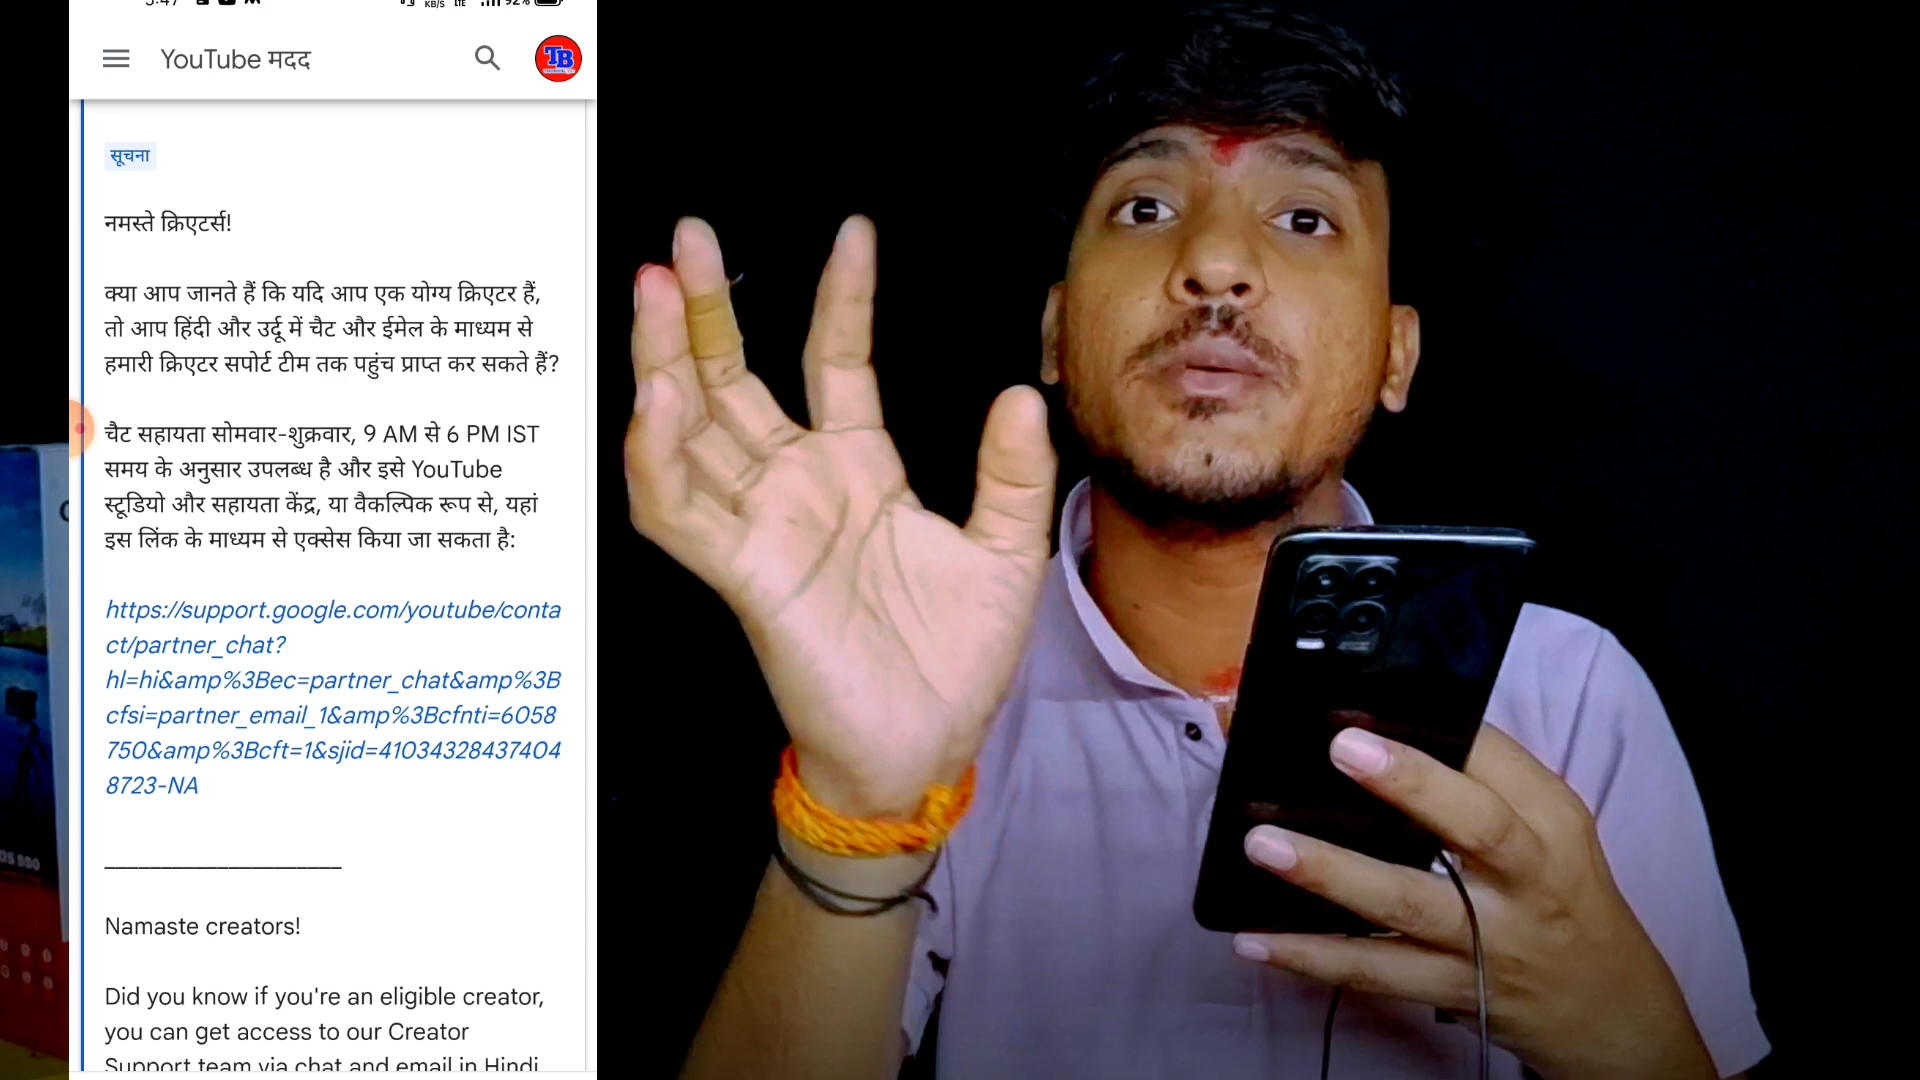 92%
KB/S
YouTube मदद
TB
सूचना
नमस्ते क्रिएटर्स!
क्या आप जानते हैं कि यदि आप एक योग्य क्रिएटर हैं,
तो आप हिंदी और उर्दू में चैट और ईमेल के माध्यम से
हमारी क्रिएटर सपोर्ट टीम तक पहुंच प्राप्त कर सकते हैं?
चैट सहायता सोमवार-शुक्रवार, 9 AM से 6 PM IST
समय के अनुसार उपलब्ध है और इसे YouTube
स्टूडियो और सहायता केंद्र, या वैकल्पिक रूप से, यहां
इस लिंक के माध्यम से एक्सेस किया जा सकता है:
https://support.google.com/youtube/conta
ct/partner_chat?
hl=hi&amp%3Bec=partner_chat&amp%3B
cfsi=partner_email_1&amp%3Bcfnti=6058
750&amp%3Bcft=1&sjid=41034328437404
8723-NA
Namaste creators!
Did you know if you're an eligible creator,
you can get access to our Creator
Support team via chat and email in Hindi